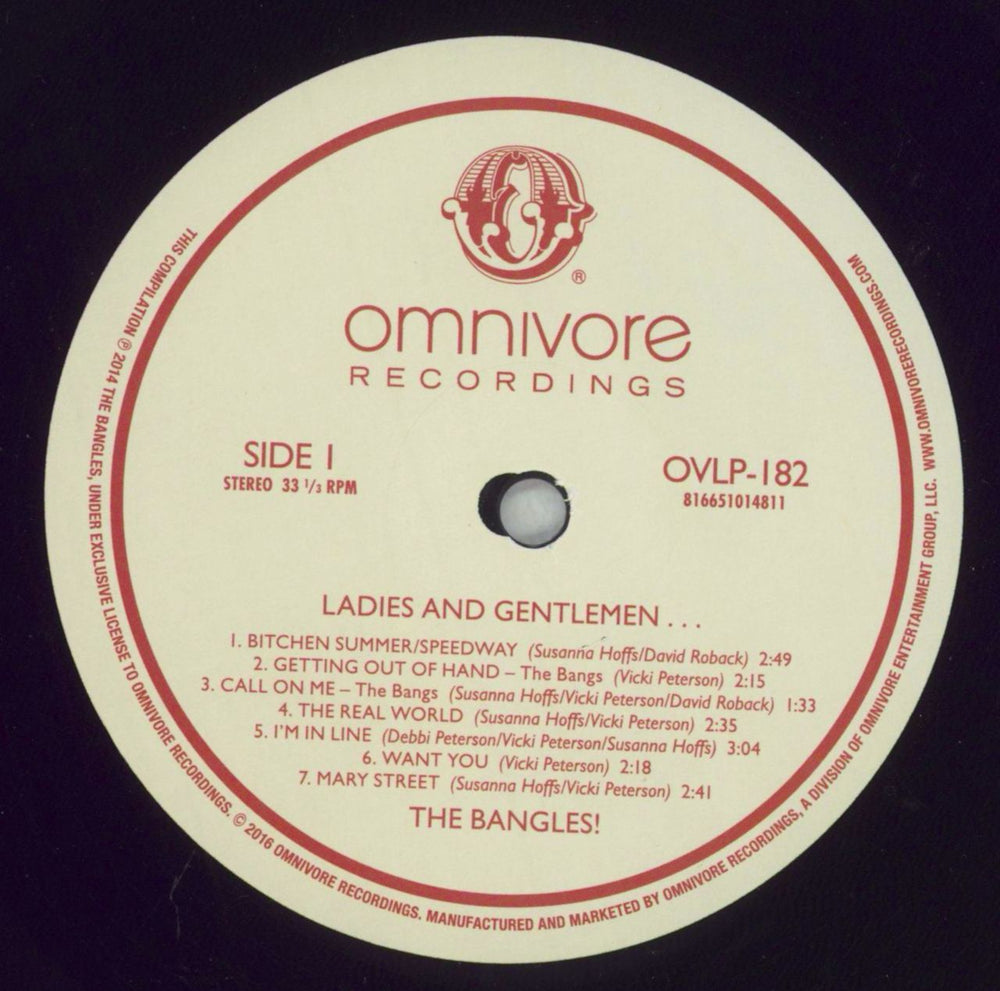 ®
omnivore
RECORDINGS
SIDE 1
STEREO 33 1/3 RPM
OVLP-182
816651014811
LADIES AND GENTLEMEN . . .
1. BITCHEN SUMMER/SPEEDWAY (Susanna Hoffs/David Roback) 2:49
2. GETTING OUT OF HAND – The Bangs (Vicki Peterson) 2:15
3. CALL ON ME – The Bangs (Susanna Hoffs/Vicki Peterson/David Roback) 1:33
4. THE REAL WORLD (Susanna Hoffs/Vicki Peterson) 2:35
5. I'M IN LINE (Debbi Peterson/Vicki Peterson/Susanna Hoffs) 3:04
6. WANT YOU (Vicki Peterson) 2:18
7. MARY STREET (Susanna Hoffs/Vicki Peterson) 2:41
THE BANGLES!
THIS COMPILATION ℗ 2014 THE BANGLES, UNDER EXCLUSIVE LICENSE TO OMNIVORE RECORDINGS. © 2016 OMNIVORE RECORDINGS. MANUFACTURED AND MARKETED BY OMNIVORE RECORDINGS, A DIVISION OF OMNIVORE ENTERTAINMENT GROUP, LLC. WWW.OMNIVORERECORDINGS.COM